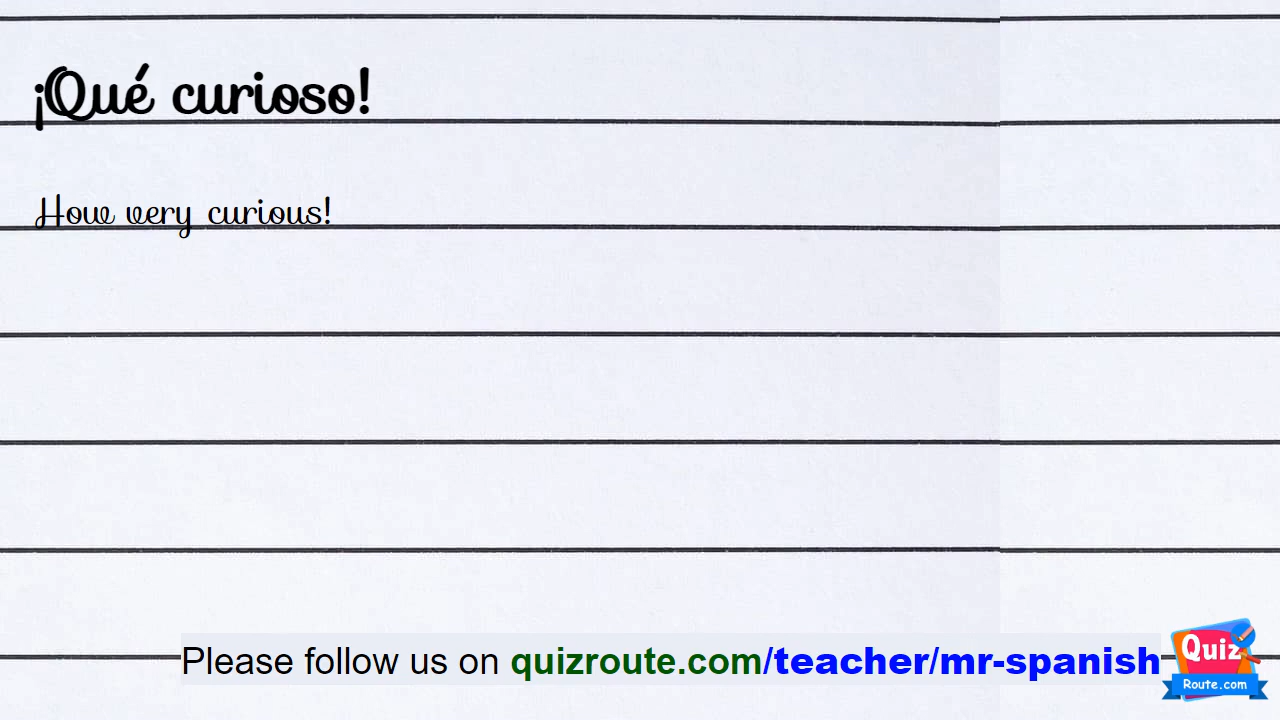 ¡Qué curioso!
How very curious!
Please follow us on quizroute.com/teacher/mr-spanish
Quiz
Route.com